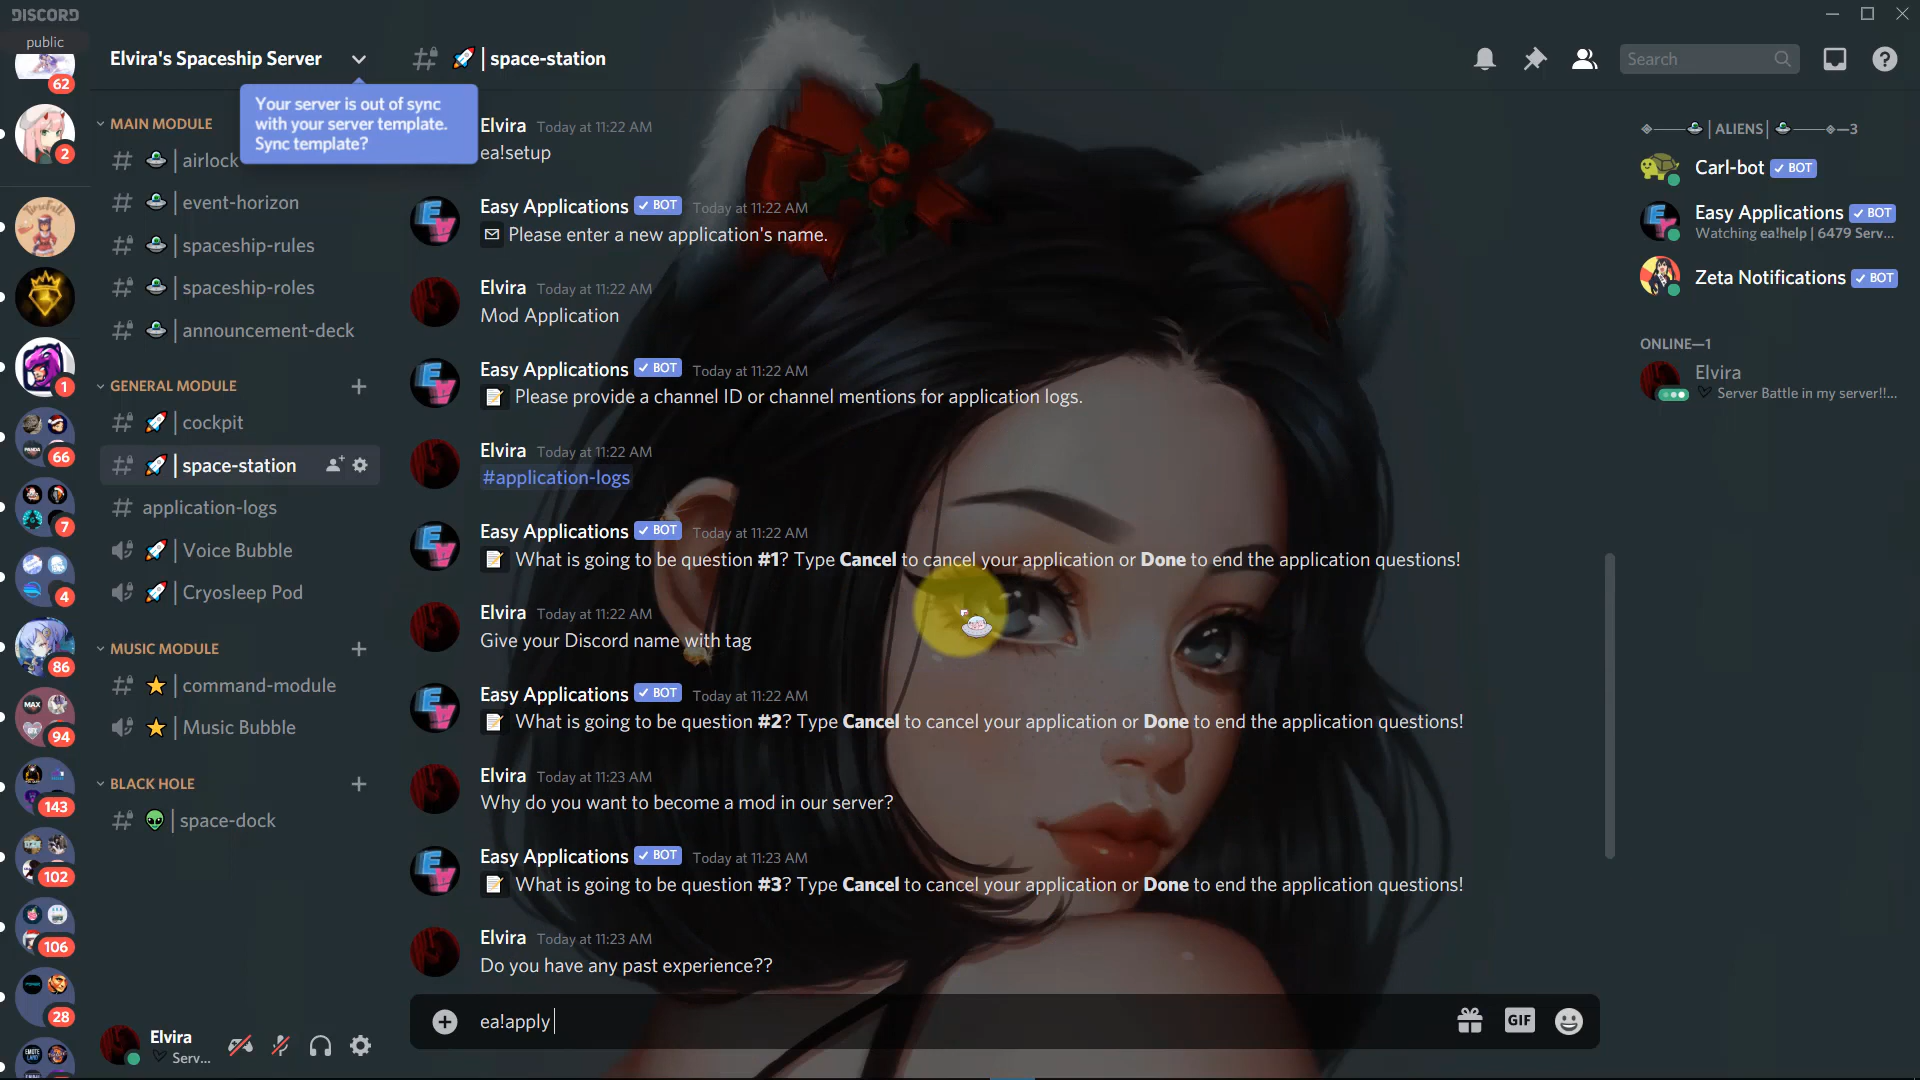 DISCORD
public
62
2
1
66
7
4
86
MAX
94
143
102
106
28
Elvira's Spaceship Server
Your server is out of sync
with your server template.
Sync template?
MAIN MODULE
# | airlock
# | event-horizon
# | spaceship-rules
# | spaceship-roles
# | announcement-deck
GENERAL MODULE +
# 🚀 | cockpit
# 🚀 | space-station
# application-logs
🚀 | Voice Bubble
🚀 | Cryosleep Pod
MUSIC MODULE +
# ⭐ | command-module
⭐ | Music Bubble
BLACK HOLE +
# 👽 | space-dock
Elvira
Serv...
# 🚀 | space-station
Search
Elvira Today at 11:22 AM
ea!setup
Easy Applications ✓ BOT Today at 11:22 AM
✉ Please enter a new application's name.
Elvira Today at 11:22 AM
Mod Application
Easy Applications ✓ BOT Today at 11:22 AM
📝 Please provide a channel ID or channel mentions for application logs.
Elvira Today at 11:22 AM
#application-logs
Easy Applications ✓ BOT Today at 11:22 AM
📝 What is going to be question #1? Type Cancel to cancel your application or Done to end the application questions!
Elvira Today at 11:22 AM
Give your Discord name with tag
Easy Applications ✓ BOT Today at 11:22 AM
📝 What is going to be question #2? Type Cancel to cancel your application or Done to end the application questions!
Elvira Today at 11:23 AM
Why do you want to become a mod in our server?
Easy Applications ✓ BOT Today at 11:23 AM
📝 What is going to be question #3? Type Cancel to cancel your application or Done to end the application questions!
Elvira Today at 11:23 AM
Do you have any past experience??
ea!apply
GIF
| ALIENS | —3
Carl-bot ✓ BOT
Easy Applications ✓ BOT
Watching ea!help | 6479 Serv...
Zeta Notifications ✓ BOT
ONLINE—1
Elvira
Server Battle in my server!!...